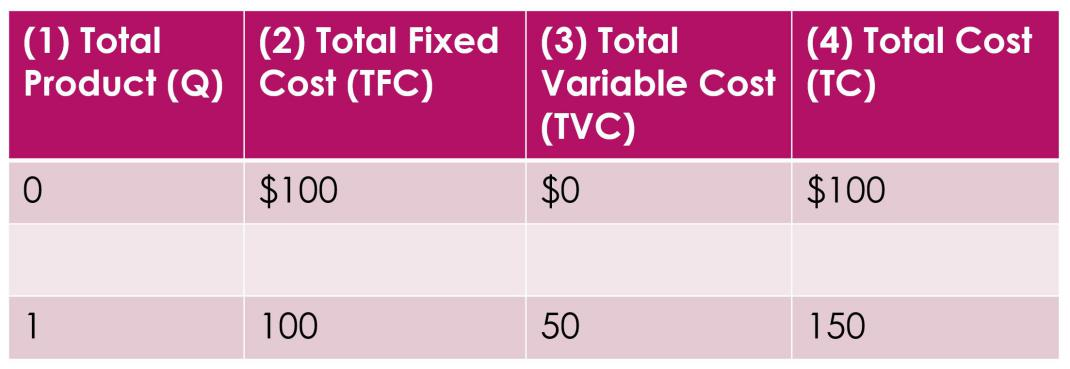 (1) Total
Product (Q)
(2) Total Fixed
Cost (TFC)
(3) Total
Variable Cost
(TVC)
(4) Total Cost
(TC)
0 $100 $0 $100
1 100 50 150